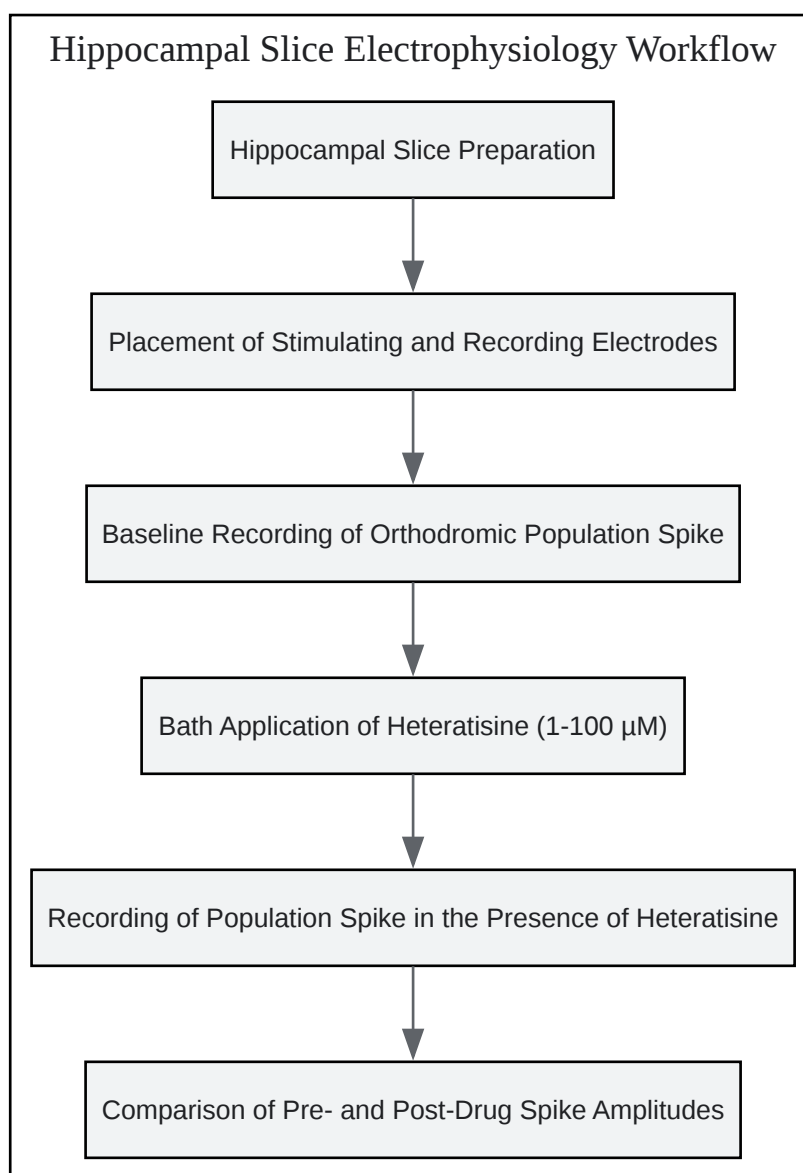 Hippocampal Slice Electrophysiology Workflow
Hippocampal Slice Preparation
Placement of Stimulating and Recording Electrodes
Baseline Recording of Orthodromic Population Spike
Bath Application of Heteratisine (1-100 µM)
Recording of Population Spike in the Presence of Heteratisine
Comparison of Pre- and Post-Drug Spike Amplitudes